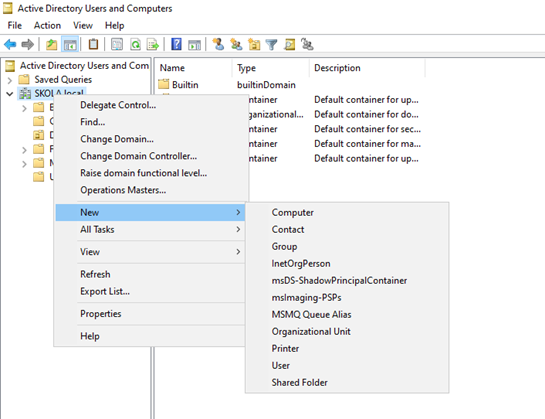 Active Directory Users and Computers
File Action View Help
Active Directory Users and Com
Saved Queries
SKOLA.local
Name Type Description
Builtin builtinDomain
ontainer Default container for up...
rganizational... Default container for do...
ontainer Default container for sec...
ontainer Default container for ma...
ontainer Default container for up...
Delegate Control...
Find...
Change Domain...
Change Domain Controller...
Raise domain functional level...
Operations Masters...
New
All Tasks
View
Refresh
Export List...
Properties
Help
Computer
Contact
Group
InetOrgPerson
msDS-ShadowPrincipalContainer
msImaging-PSPs
MSMQ Queue Alias
Organizational Unit
Printer
User
Shared Folder